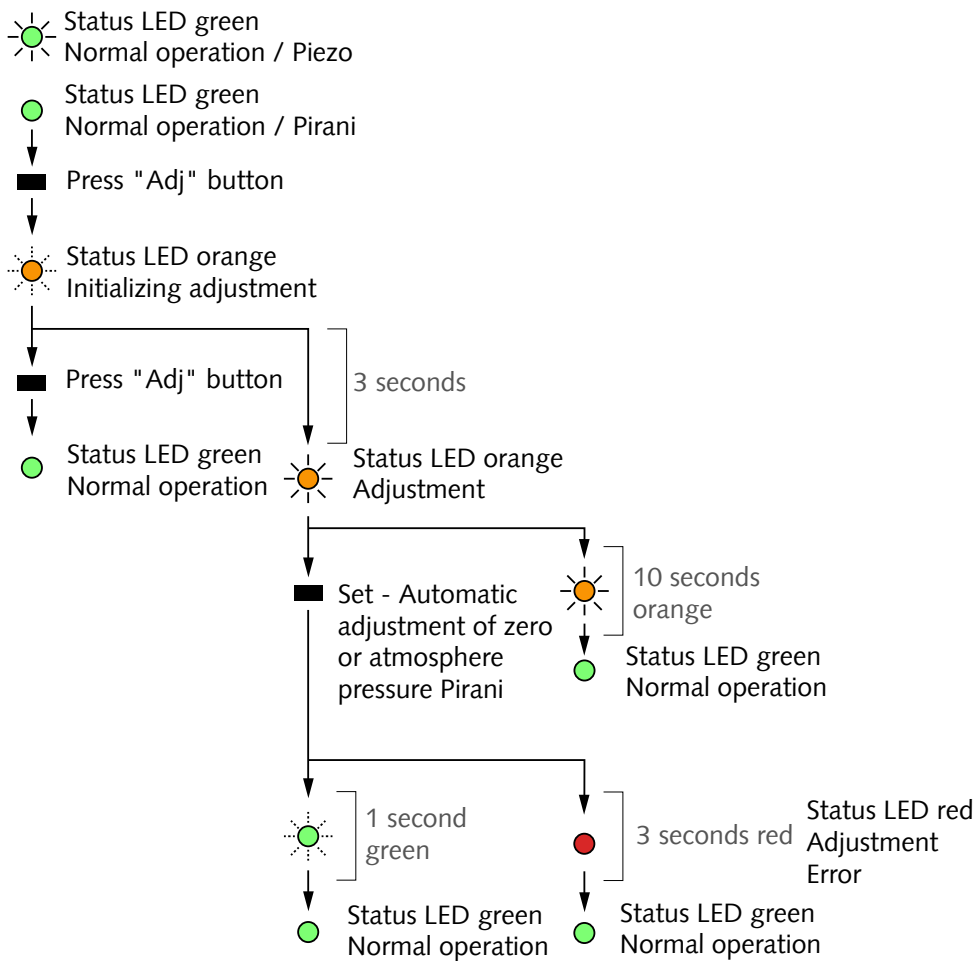 Status LED green
Normal operation / Piezo
Status LED green
Normal operation / Pirani
Press "Adj" button
Status LED orange
Initializing adjustment
Press "Adj" button
3 seconds
Status LED green
Normal operation
Status LED orange
Adjustment
Set - Automatic
adjustment of zero
or atmosphere
pressure Pirani
10 seconds
orange
Status LED green
Normal operation
1 second
green
3 seconds red
Status LED red
Adjustment
Error
Status LED green
Normal operation
Status LED green
Normal operation